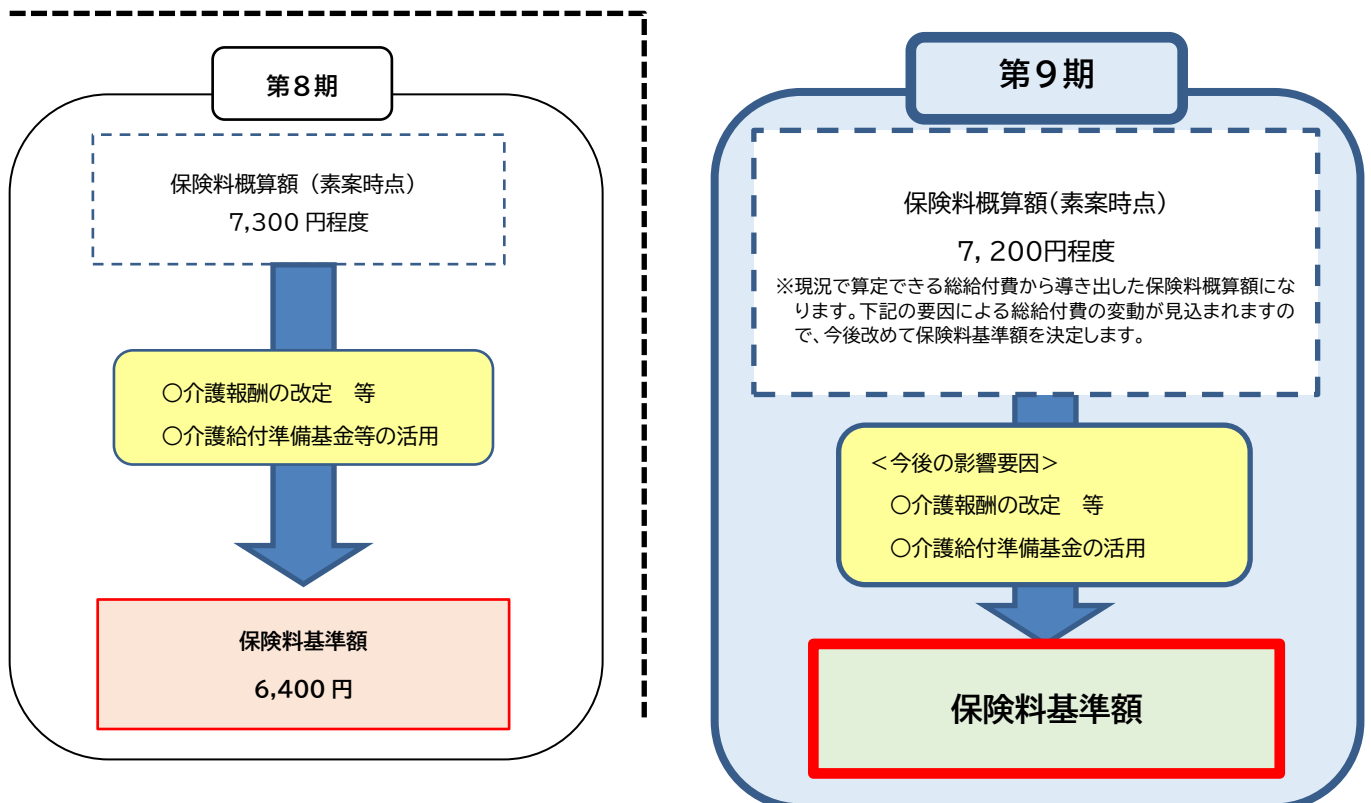 第8期
保険料概算額（素案時点）
7,300 円程度
○介護報酬の改定　等
○介護給付準備基金等の活用
保険料基準額
6,400 円
第9期
保険料概算額（素案時点）
7，200円程度
※現況で算定できる総給付費から導き出した保険料概算額にな
ります。下記の要因による総給付費の変動が見込まれますの
で、今後改めて保険料基準額を決定します。
＜今後の影響要因＞
○介護報酬の改定　等
○介護給付準備基金の活用
保険料基準額